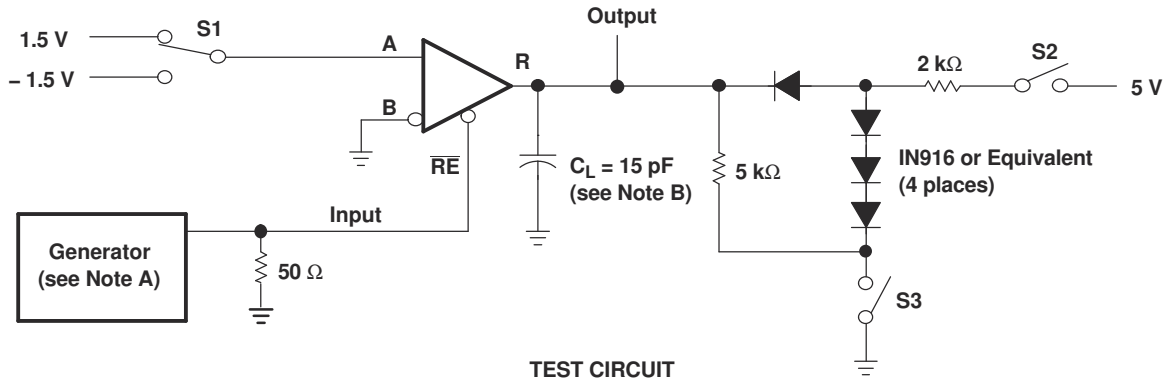 Output
1.5 V
S1
– 1.5 V
A
R
B
RE
2 kΩ
S2
5 V
CL = 15 pF
(see Note B)
5 kΩ
IN916 or Equivalent
(4 places)
Input
Generator
(see Note A)
50 Ω
S3
TEST CIRCUIT